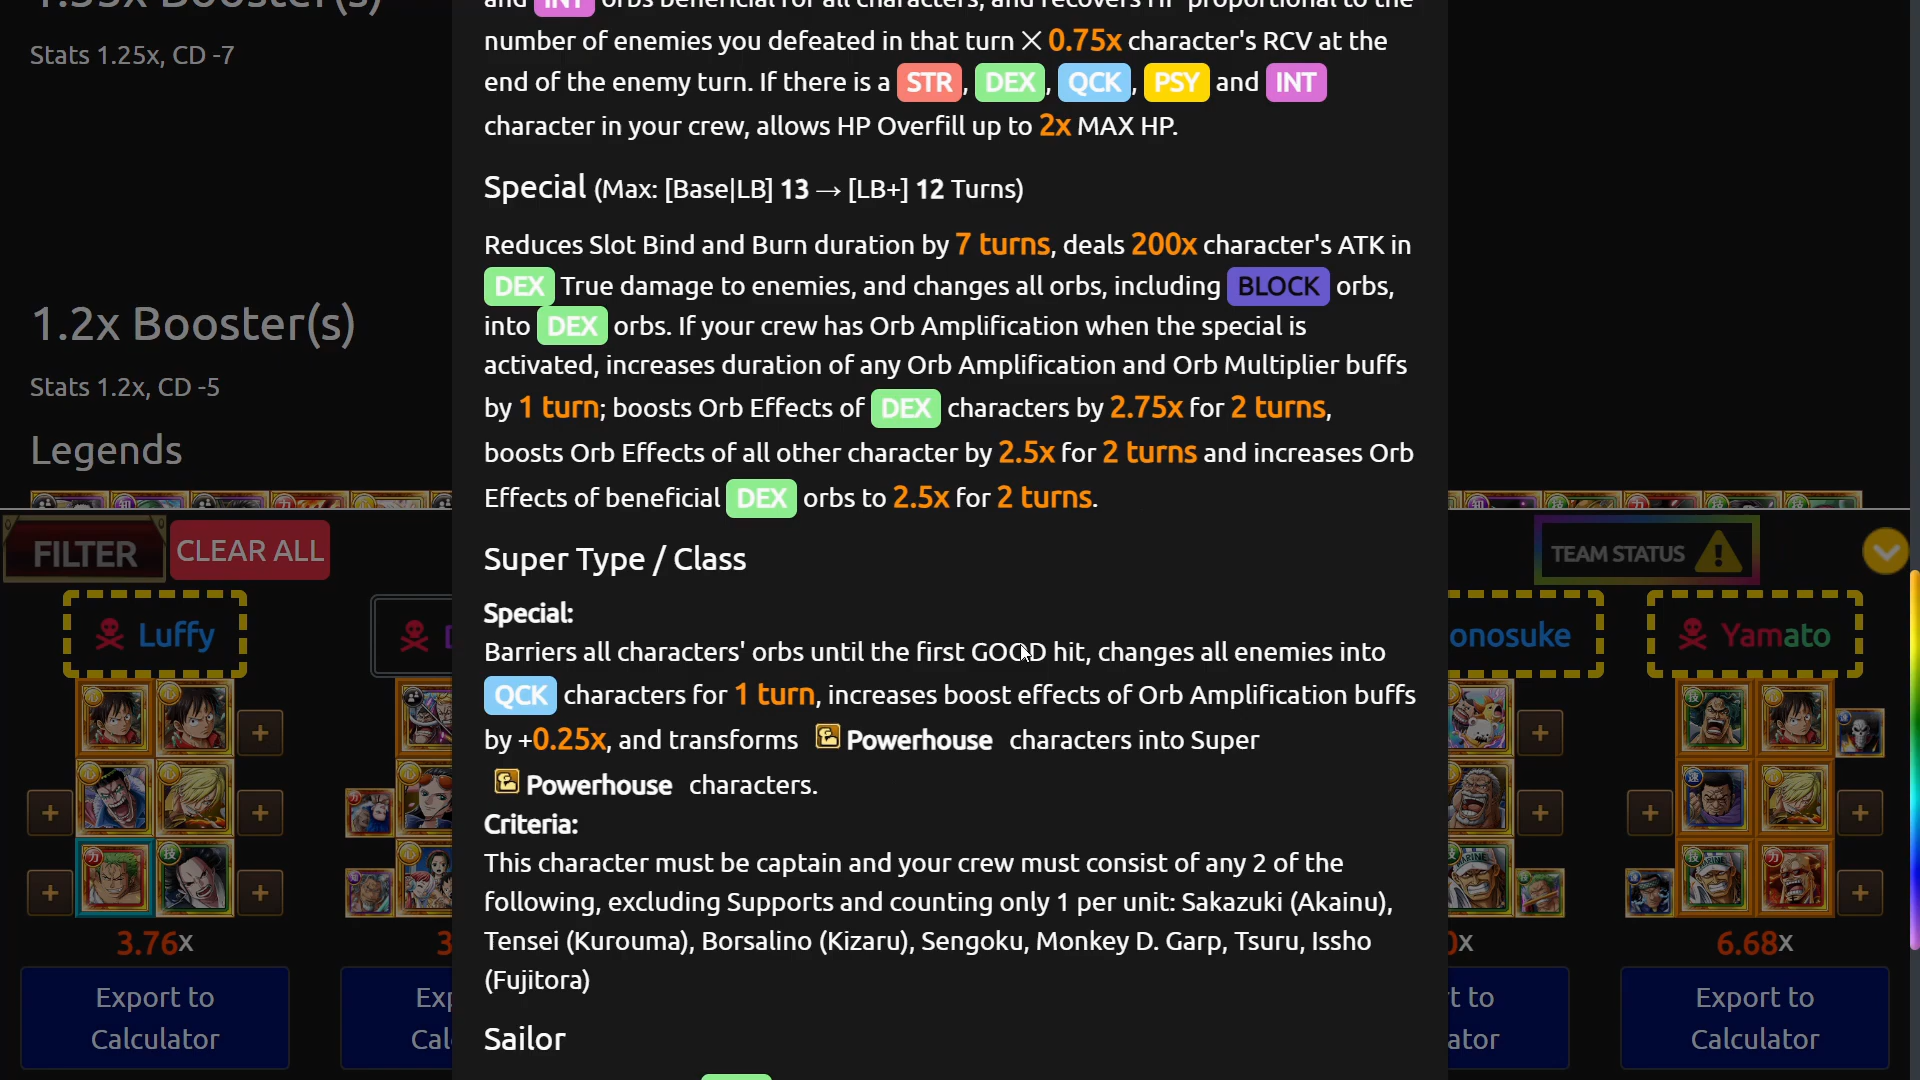 Stats 1.25x, CD -7
and INT orbs beneficial for all characters, and recovers HP proportional to the
number of enemies you defeated in that turn ✕ 0.75x character's RCV at the
end of the enemy turn. If there is a STR, DEX, QCK, PSY and INT
character in your crew, allows HP Overfill up to 2x MAX HP.
Special (Max: [Base|LB] 13 → [LB+] 12 Turns)
Reduces Slot Bind and Burn duration by 7 turns, deals 200x character's ATK in
DEX True damage to enemies, and changes all orbs, including BLOCK orbs,
into DEX orbs. If your crew has Orb Amplification when the special is
activated, increases duration of any Orb Amplification and Orb Multiplier buffs
by 1 turn; boosts Orb Effects of DEX characters by 2.75x for 2 turns,
boosts Orb Effects of all other character by 2.5x for 2 turns and increases Orb
Effects of beneficial DEX orbs to 2.5x for 2 turns.
Super Type / Class
Special:
Barriers all characters' orbs until the first GOOD hit, changes all enemies into
QCK characters for 1 turn, increases boost effects of Orb Amplification buffs
by +0.25x, and transforms Powerhouse characters into Super
Powerhouse characters.
Criteria:
This character must be captain and your crew must consist of any 2 of the
following, excluding Supports and counting only 1 per unit: Sakazuki (Akainu),
Tensei (Kurouma), Borsalino (Kizaru), Sengoku, Monkey D. Garp, Tsuru, Issho
(Fujitora)
Sailor
1.2x Booster(s)
Stats 1.2x, CD -5
Legends
FILTER
CLEAR ALL
TEAM STATUS
Luffy
onosuke
Yamato
3.76x
6.68x
Export to
Calculator
Export to
Calculator